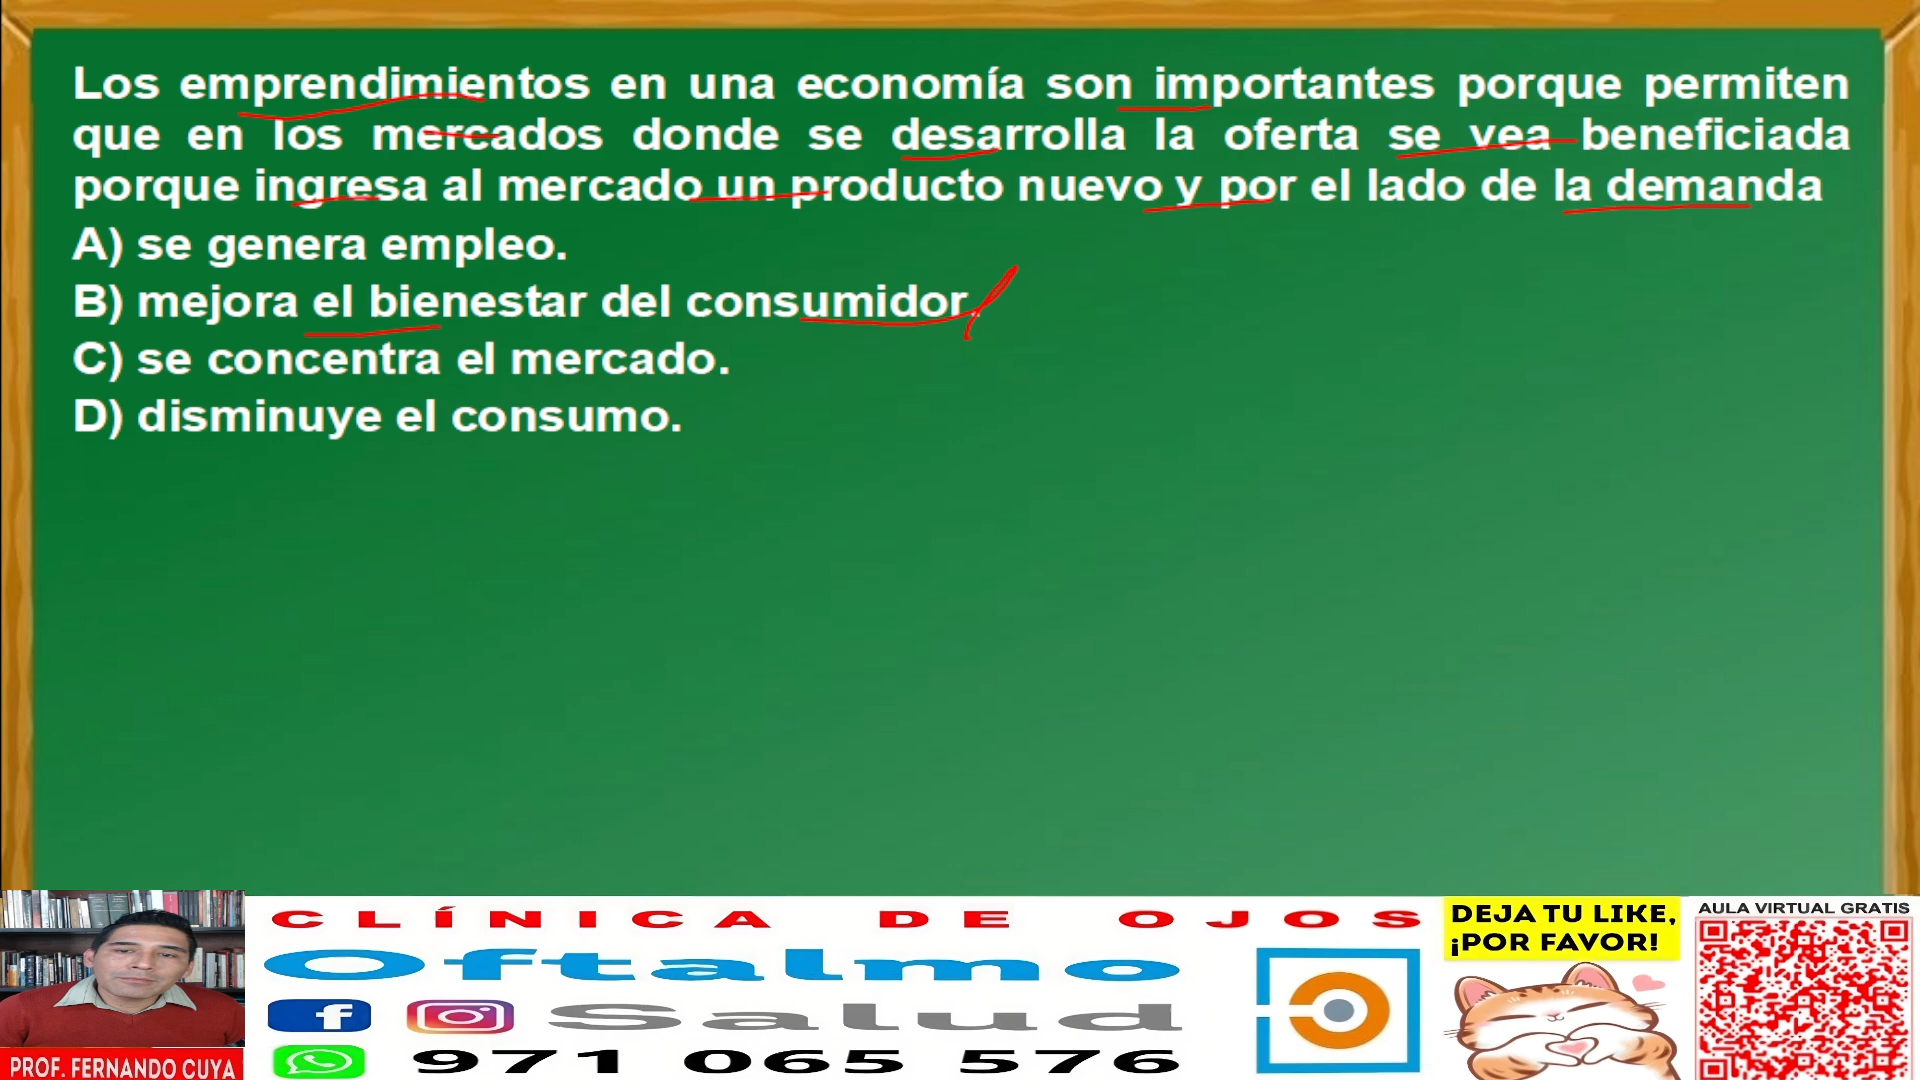 Los emprendimientos en una economía son importantes porque permiten
que en los mercados donde se desarrolla la oferta se vea beneficiada
porque ingresa al mercado un producto nuevo y por el lado de la demanda
A) se genera empleo.
B) mejora el bienestar del consumidor.
C) se concentra el mercado.
D) disminuye el consumo.
CLÍNICA DE OJOS
Oftalmo
Salud
971 065 576
DEJA TU LIKE,
¡POR FAVOR!
AULA VIRTUAL GRATIS
PROF. FERNANDO CUYA